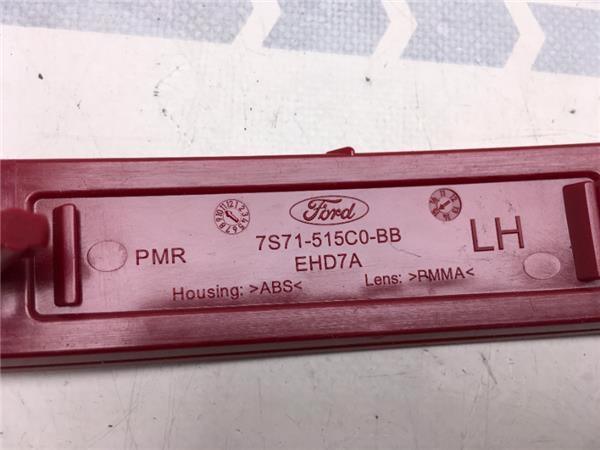 Ford
PMR
7S71-515C0-BB
LH
EHD7A
Housing: >ABS<
Lens: >PMMA<